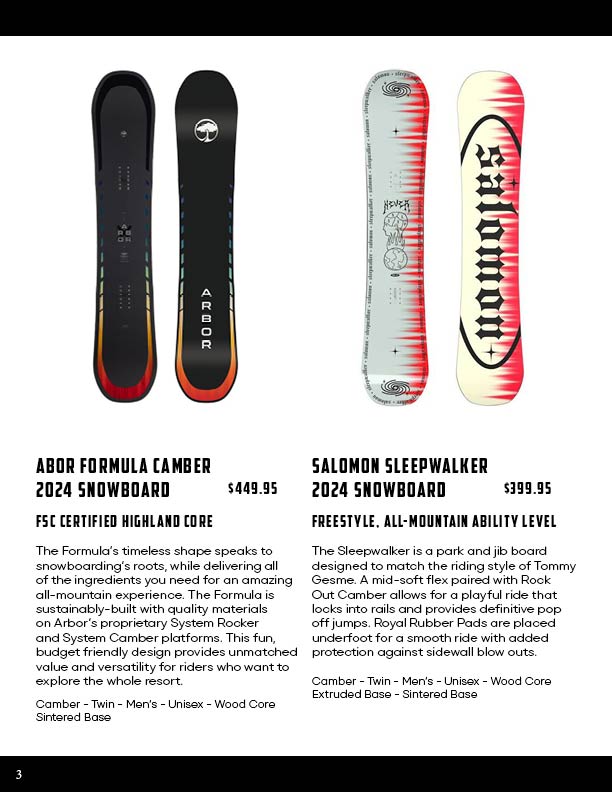 ARBOR
ARBOR
salomon • sleepwalker
NEVER
salomon
ABOR FORMULA CAMBER
2024 SNOWBOARD
$449.95
FSC CERTIFIED HIGHLAND CORE
The Formula's timeless shape speaks to
snowboarding's roots, while delivering all
of the ingredients you need for an amazing
all-mountain experience. The Formula is
sustainably-built with quality materials
on Arbor's proprietary System Rocker
and System Camber platforms. This fun,
budget friendly design provides unmatched
value and versatility for riders who want to
explore the whole resort.
Camber - Twin - Men's - Unisex - Wood Core
Sintered Base
SALOMON SLEEPWALKER
2024 SNOWBOARD
$399.95
FREESTYLE, ALL-MOUNTAIN ABILITY LEVEL
The Sleepwalker is a park and jib board
designed to match the riding style of Tommy
Gesme. A mid-soft flex paired with Rock
Out Camber allows for a playful ride that
locks into rails and provides definitive pop
off jumps. Royal Rubber Pads are placed
underfoot for a smooth ride with added
protection against sidewall blow outs.
Camber - Twin - Men's - Unisex - Wood Core
Extruded Base - Sintered Base
3